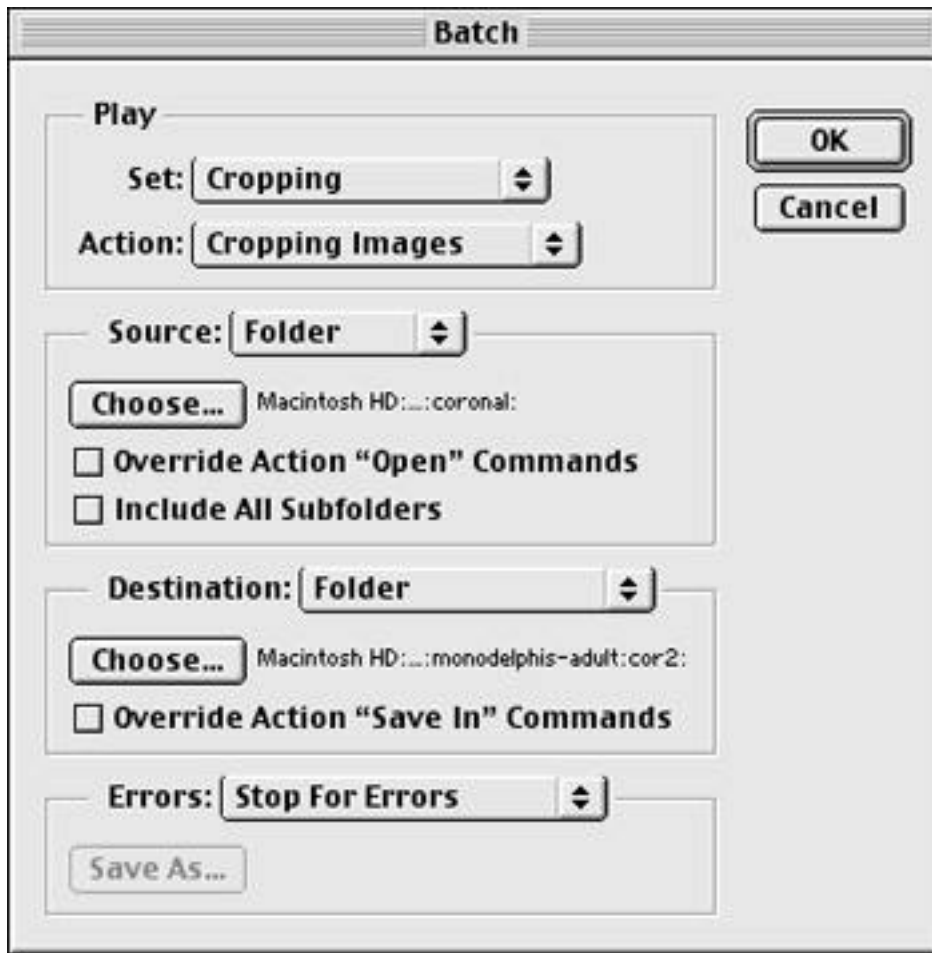 Batch
Play
Set: Cropping
Action: Cropping Images
OK
Cancel
Source: Folder
Choose... Macintosh HD:...:coronal:
Override Action “Open” Commands
Include All Subfolders
Destination: Folder
Choose... Macintosh HD:...:monodelphis-adult:cor2:
Override Action “Save In” Commands
Errors: Stop For Errors
Save As...